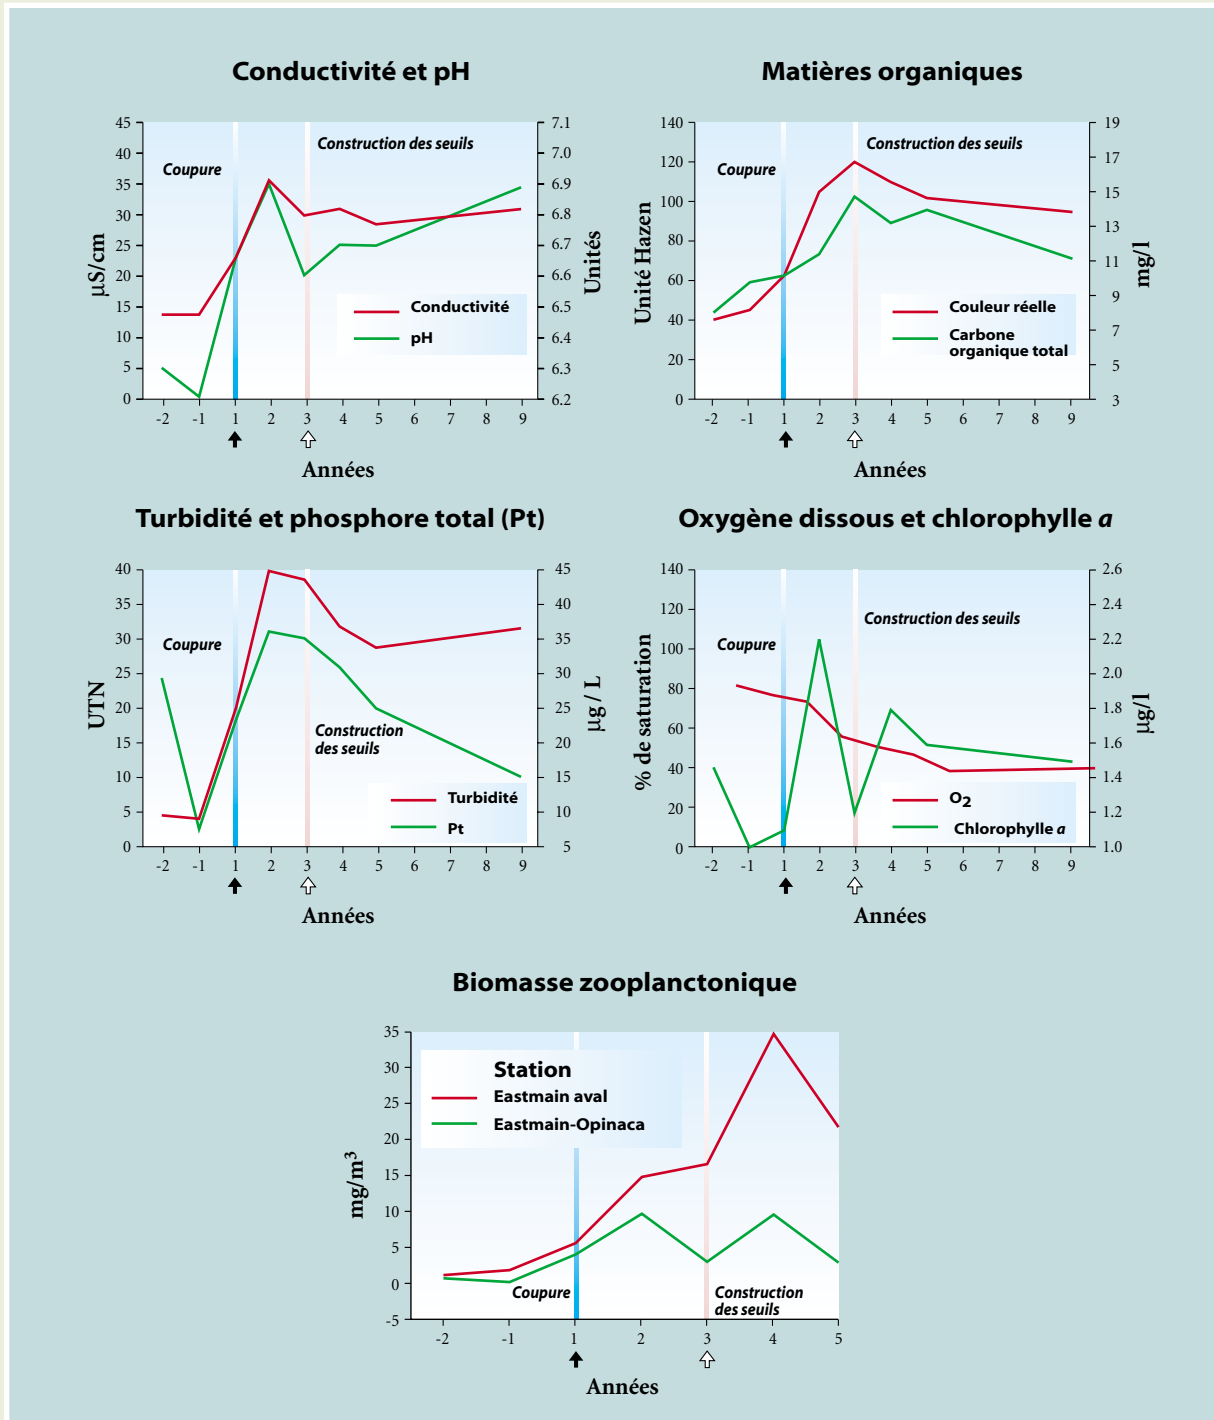 Conductivité et pH
45
40
35
30
25
20
15
10
5
0
µS/cm
7.1
7.0
6.9
6.8
6.7
6.6
6.5
6.4
6.3
6.2
Unités
Coupure
Construction des seuils
Conductivité
pH
-2 -1 1 2 3 4 5 6 7 8 9
Années
Matières organiques
140
120
100
80
60
40
20
0
Unité Hazen
19
17
15
13
11
9
7
5
3
mg/l
Coupure
Construction des seuils
Couleur réelle
Carbone
organique total
-2 -1 1 2 3 4 5 6 7 8 9
Années
Turbidité et phosphore total (Pt)
40
35
30
25
20
15
10
5
0
UTN
45
40
35
30
25
20
15
10
5
µg / L
Coupure
Construction
des seuils
Turbidité
Pt
-2 -1 1 2 3 4 5 6 7 8 9
Années
Oxygène dissous et chlorophylle a
140
120
100
80
60
40
20
0
% de saturation
2.6
2.4
2.2
2.0
1.8
1.6
1.4
1.2
1.0
µg/l
Coupure
Construction des seuils
O2
Chlorophylle a
-2 -1 1 2 3 4 5 6 7 8 9
Années
Biomasse zooplanctonique
35
30
25
20
15
10
5
0
-5
mg/m³
Station
Eastmain aval
Eastmain-Opinaca
Coupure
Construction
des seuils
-2 -1 1 2 3 4 5
Années